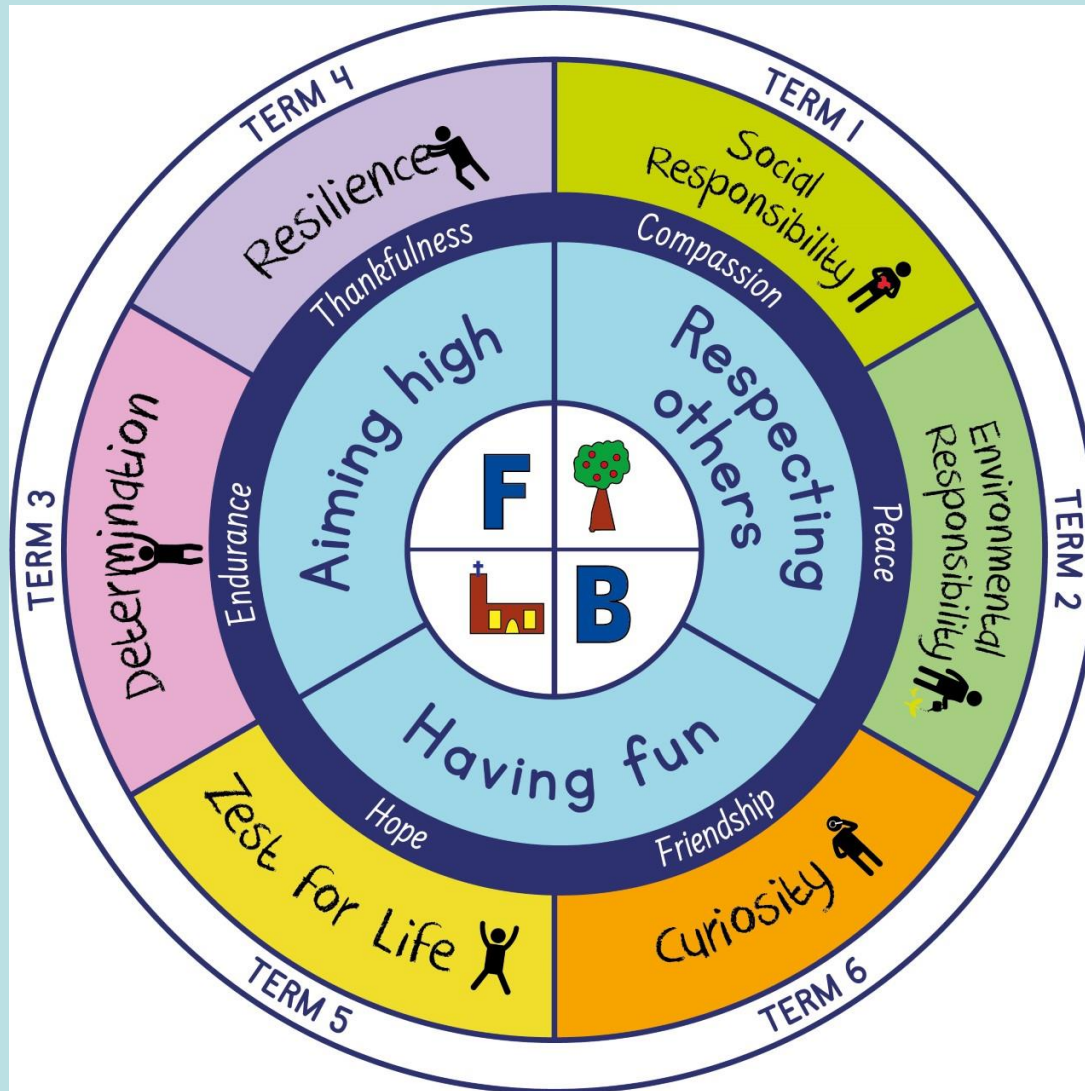 TERM 1
Social
Responsibility
Compassion
TERM 2
Environmental
Responsibility
Peace
Respecting
others
TERM 3
Determination
Endurance
TERM 4
Resilience
Thankfulness
Aiming high
TERM 5
Zest for Life
Hope
TERM 6
Curiosity
Friendship
Having fun
F
B